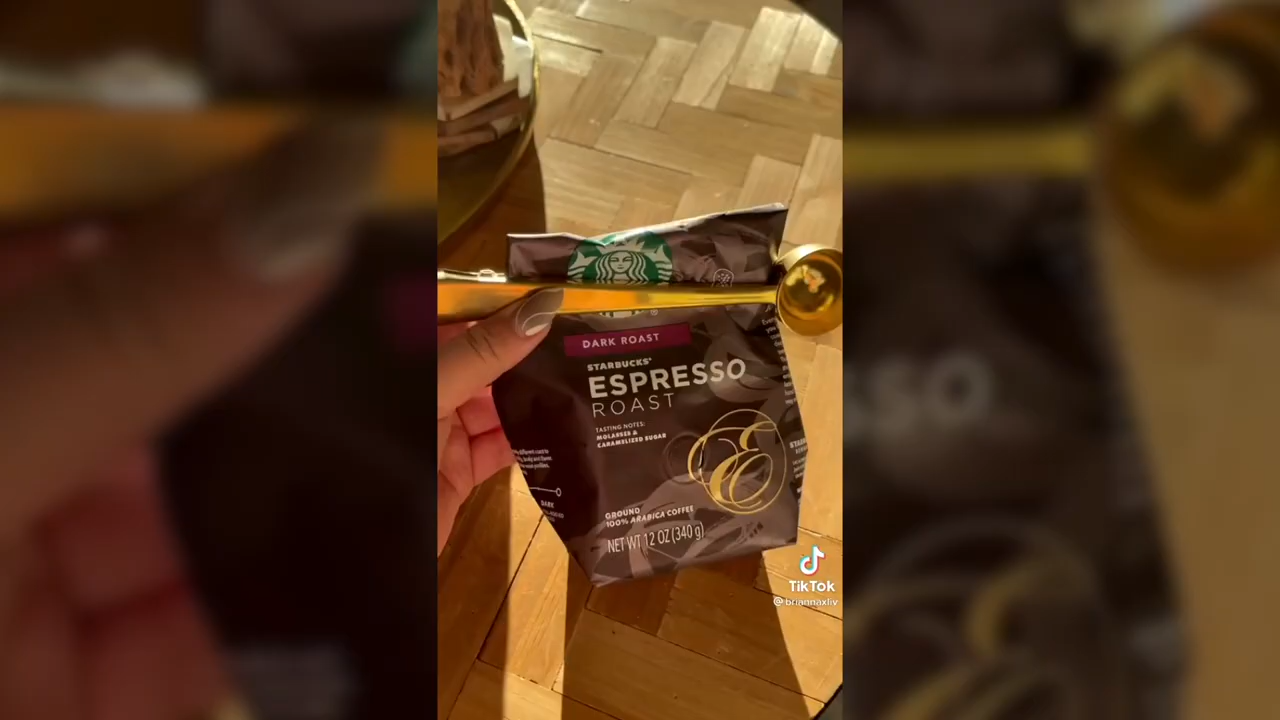 DARK ROAST
STARBUCKS®
ESPRESSO
ROAST
TASTING NOTES:
MOLASSES &
CARAMELIZED SUGAR
DARK
GROUND
100% ARABICA COFFEE
NET WT 12 OZ (340 g)
TikTok
@briannaxliv